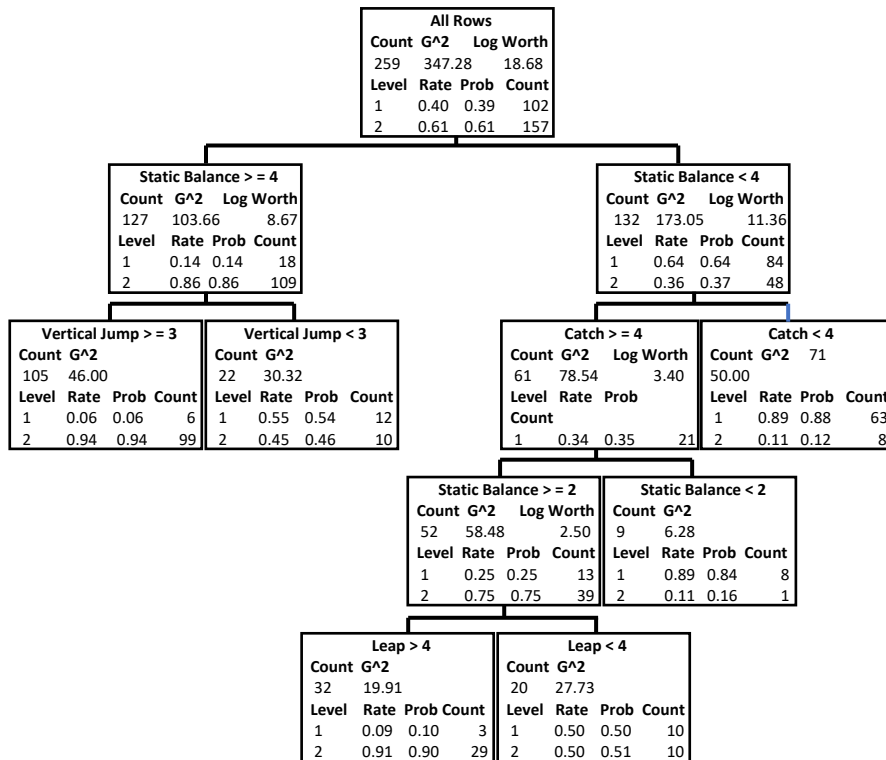 All Rows
Count G^2 Log Worth
259 347.28 18.68
Level Rate Prob Count
1 0.40 0.39 102
2 0.61 0.61 157
Static Balance > = 4
Count G^2 Log Worth
127 103.66 8.67
Level Rate Prob Count
1 0.14 0.14 18
2 0.86 0.86 109
Static Balance < 4
Count G^2 Log Worth
132 173.05 11.36
Level Rate Prob Count
1 0.64 0.64 84
2 0.36 0.37 48
Vertical Jump > = 3
Count G^2
105 46.00
Level Rate Prob Count
1 0.06 0.06 6
2 0.94 0.94 99
Vertical Jump < 3
Count G^2
22 30.32
Level Rate Prob Count
1 0.55 0.54 12
2 0.45 0.46 10
Catch > = 4
Count G^2 Log Worth
61 78.54 3.40
Level Rate Prob
Count
1 0.34 0.35 21
Catch < 4
Count G^2 71
50.00
Level Rate Prob Count
1 0.89 0.88 63
2 0.11 0.12 8
Static Balance > = 2
Count G^2 Log Worth
52 58.48 2.50
Level Rate Prob Count
1 0.25 0.25 13
2 0.75 0.75 39
Static Balance < 2
Count G^2
9 6.28
Level Rate Prob Count
1 0.89 0.84 8
2 0.11 0.16 1
Leap > 4
Count G^2
32 19.91
Level Rate Prob Count
1 0.09 0.10 3
2 0.91 0.90 29
Leap < 4
Count G^2
20 27.73
Level Rate Prob Count
1 0.50 0.50 10
2 0.50 0.51 10